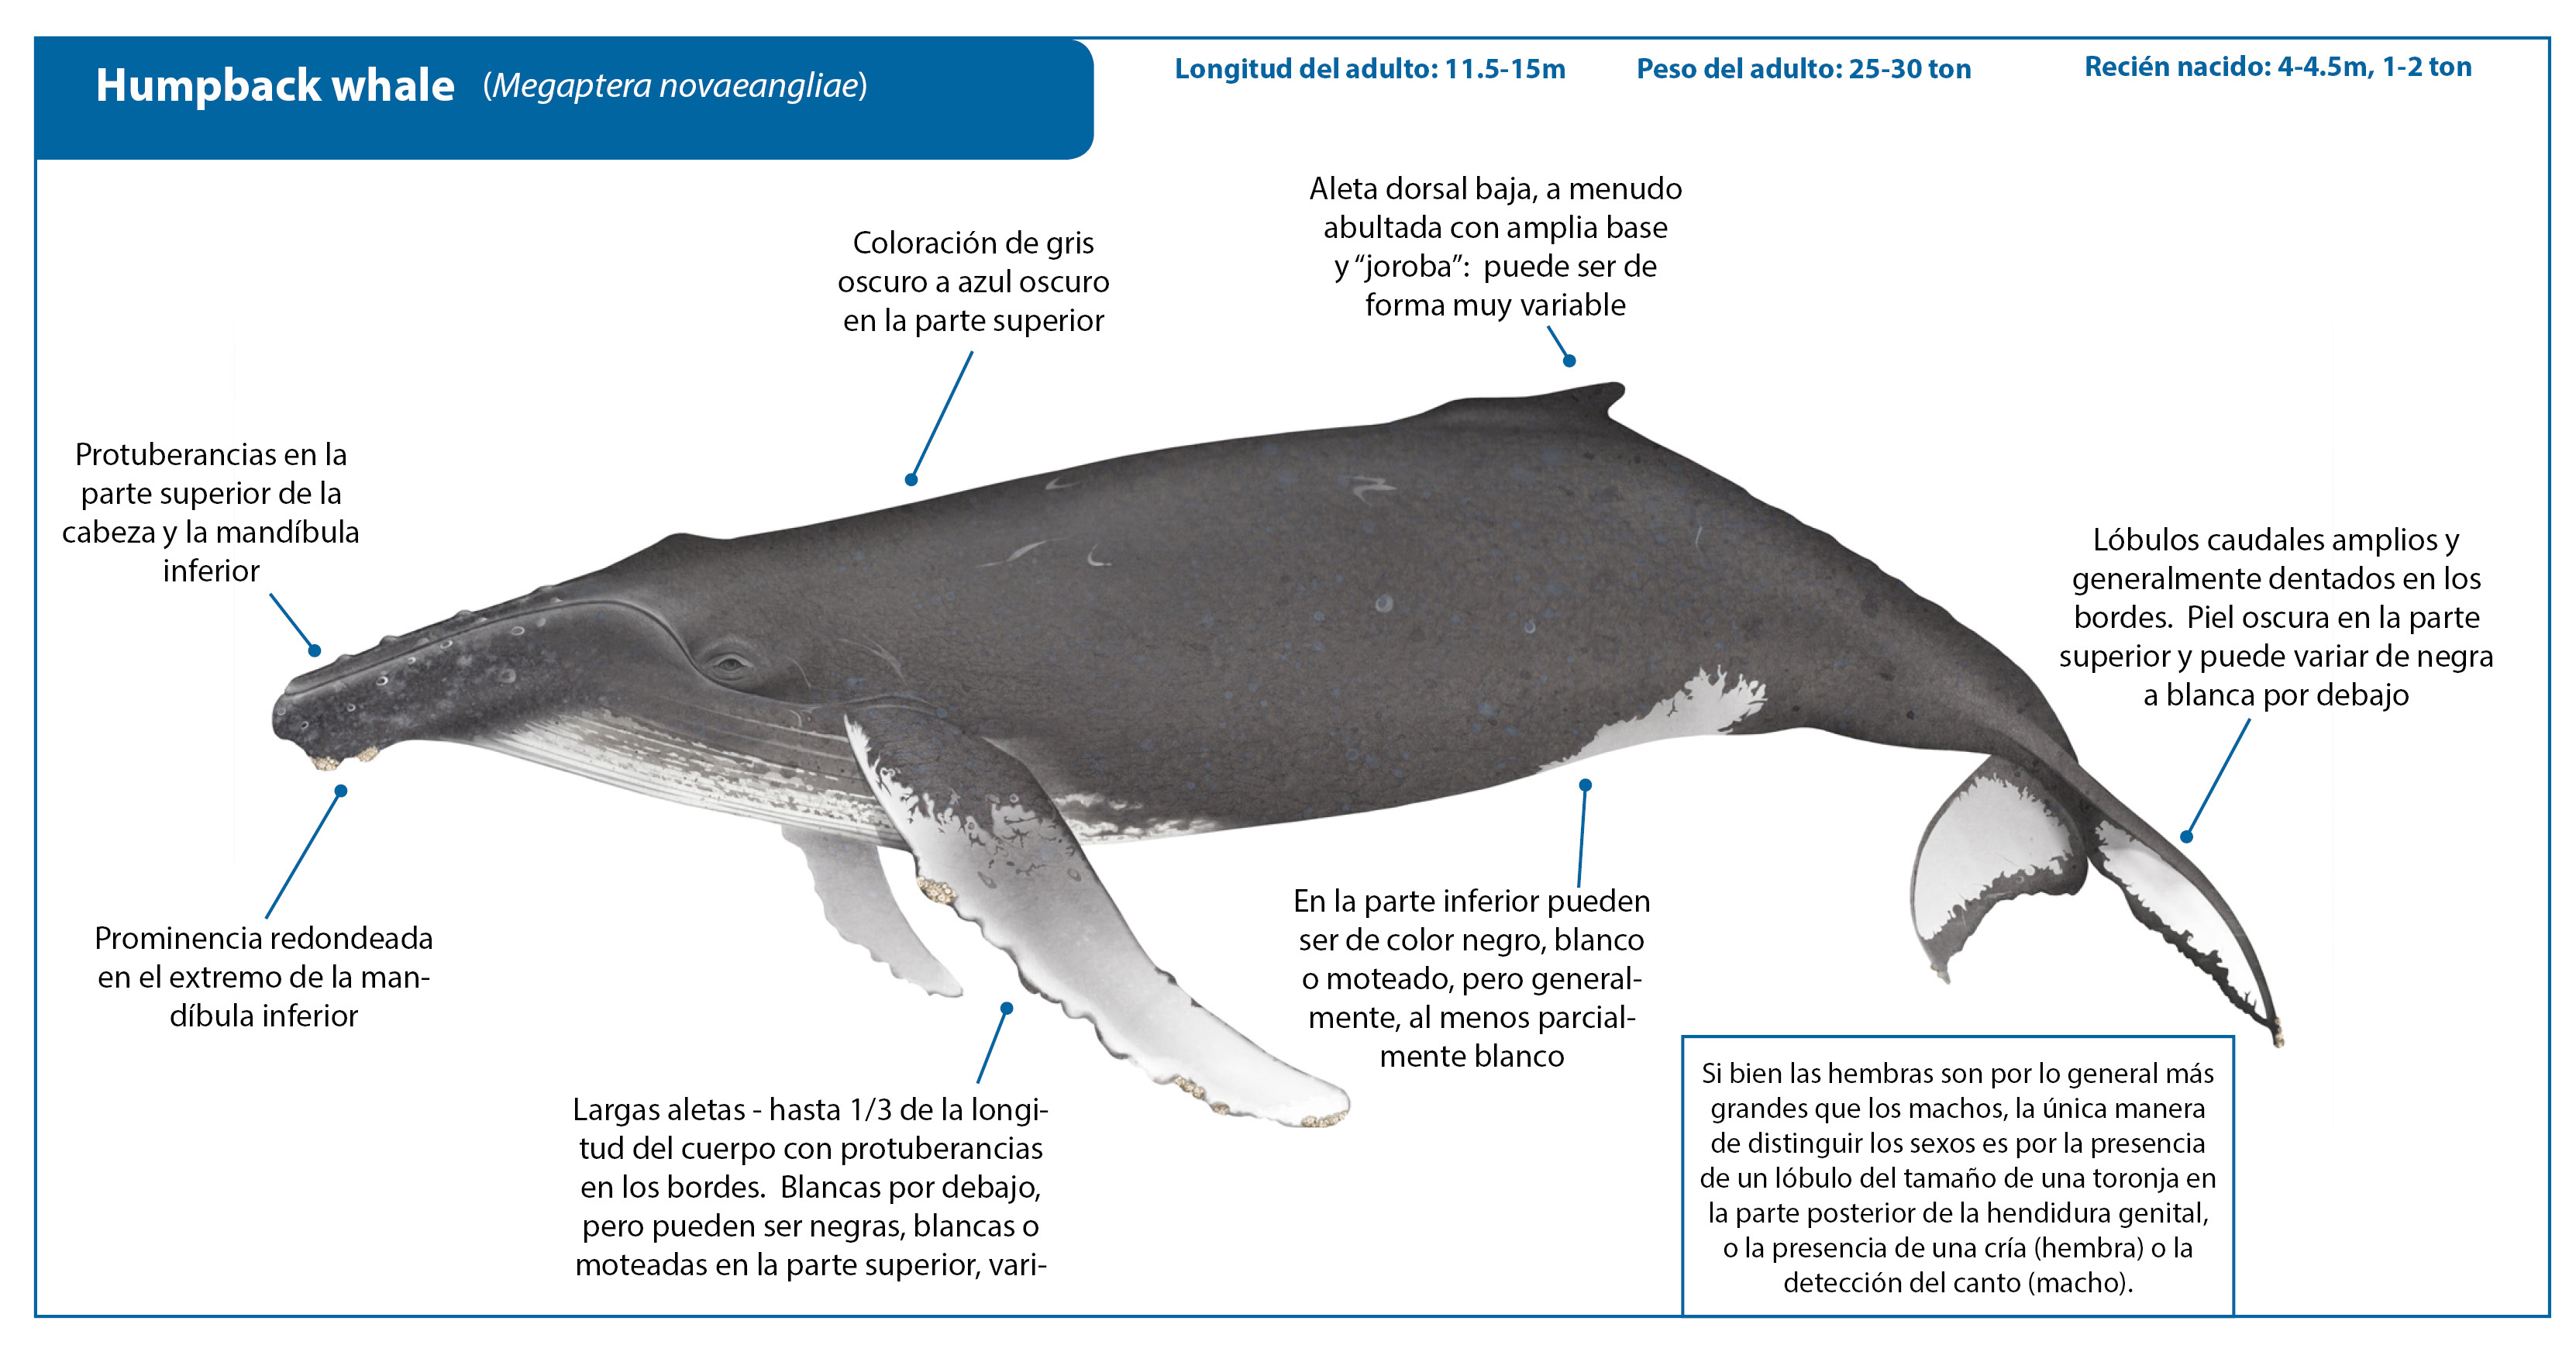 Humpback whale (Megaptera novaeangliae)
Longitud del adulto: 11.5-15m
Peso del adulto: 25-30 ton
Recién nacido: 4-4.5m, 1-2 ton
Aleta dorsal baja, a menudo
abultada con amplia base
y “joroba”:  puede ser de
forma muy variable
Coloración de gris
oscuro a azul oscuro
en la parte superior
Protuberancias en la
parte superior de la
cabeza y la mandíbula
inferior
Lóbulos caudales amplios y
generalmente dentados en los
bordes.  Piel oscura en la parte
superior y puede variar de negra
a blanca por debajo
Prominencia redondeada
en el extremo de la man-
díbula inferior
En la parte inferior pueden
ser de color negro, blanco
o moteado, pero general-
mente, al menos parcial-
mente blanco
Largas aletas - hasta 1/3 de la longi-
tud del cuerpo con protuberancias
en los bordes.  Blancas por debajo,
pero pueden ser negras, blancas o
moteadas en la parte superior, vari-
Si bien las hembras son por lo general más
grandes que los machos, la única manera
de distinguir los sexos es por la presencia
de un lóbulo del tamaño de una toronja en
la parte posterior de la hendidura genital,
o la presencia de una cría (hembra) o la
detección del canto (macho).